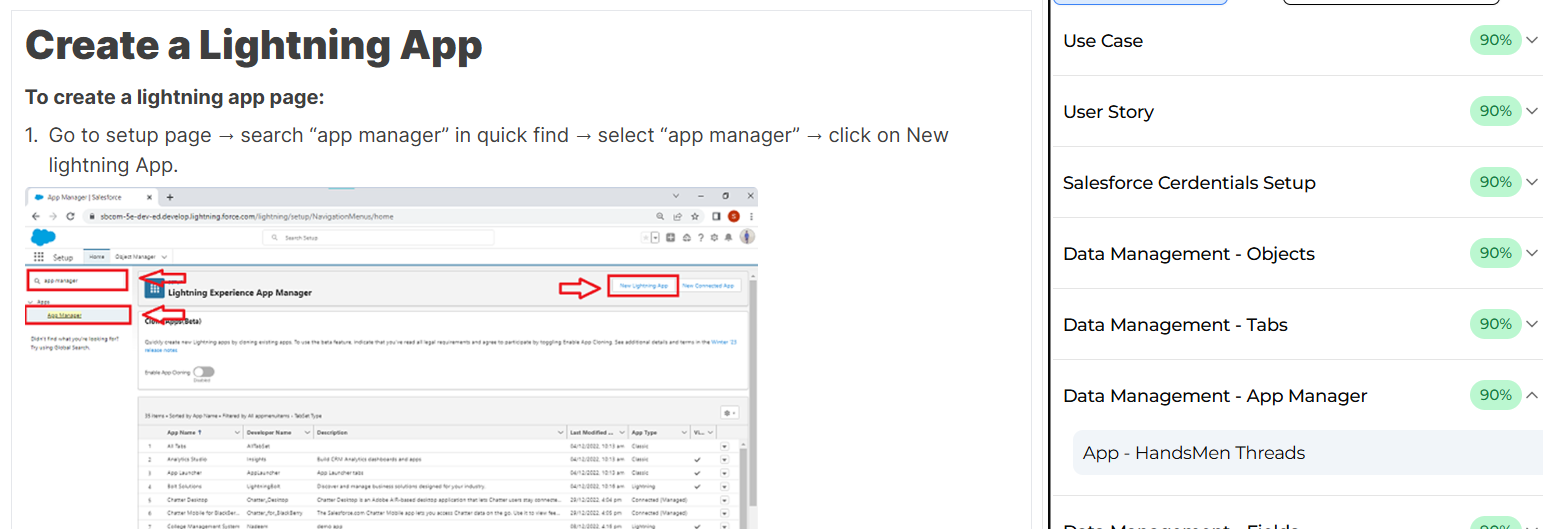 Create a Lightning App
To create a lightning app page:
1. Go to setup page → search “app manager” in quick find → select “app manager” → click on New
lightning App.
App Manager | Salesforce
sbcom-5e-dev-ed.develop.lightning.force.com/lightning/setup/NavigationMenus/home
Search Setup
Setup
Home
Object Manager
app manager
Apps
App Manager
Didn't find what you're looking for?
Try using Global Search.
Lightning Experience App Manager
New Lightning App
New Connected App
Apps(Beta)
Quickly create new Lightning apps by cloning existing apps. To use the beta feature, indicate that you've read all legal requirements and agree to participate by toggling Enable App Cloning. See additional details and terms in the Winter '23
release notes
Enable App Cloning
Disabled
35 items • Sorted by App Name • Filtered by All appmenuitems - TabSet Type
App Name ↑ Developer Name Description Last Modified ... App Type Vi...
1 All Tabs AllTabSet 04/12/2022, 10:13 am Classic
2 Analytics Studio Insights Build CRM Analytics dashboards and apps 04/12/2022, 10:13 am Classic
3 App Launcher AppLauncher App Launcher tabs 04/12/2022, 10:13 am Classic
4 Bolt Solutions LightningBolt Discover and manage business solutions designed for your industry. 04/12/2022, 10:16 am Lightning
5 Chatter Desktop Chatter_Desktop Chatter Desktop is an Adobe AIR-based desktop application that lets Chatter users stay connecte... 29/12/2022, 4:04 pm Connected (Managed)
6 Chatter Mobile for BlackBer... Chatter_for_BlackBerry The Salesforce.com Chatter Mobile app lets you access Chatter data on the go. Use it to view fee... 29/12/2022, 4:05 pm Connected (Managed)
7 College Management System Nadeem demo app 08/12/2022, 4:16 pm Lightning
Use Case 90%
User Story 90%
Salesforce Cerdentials Setup 90%
Data Management - Objects 90%
Data Management - Tabs 90%
Data Management - App Manager 90%
App - HandsMen Threads
Data Management - Fields 90%